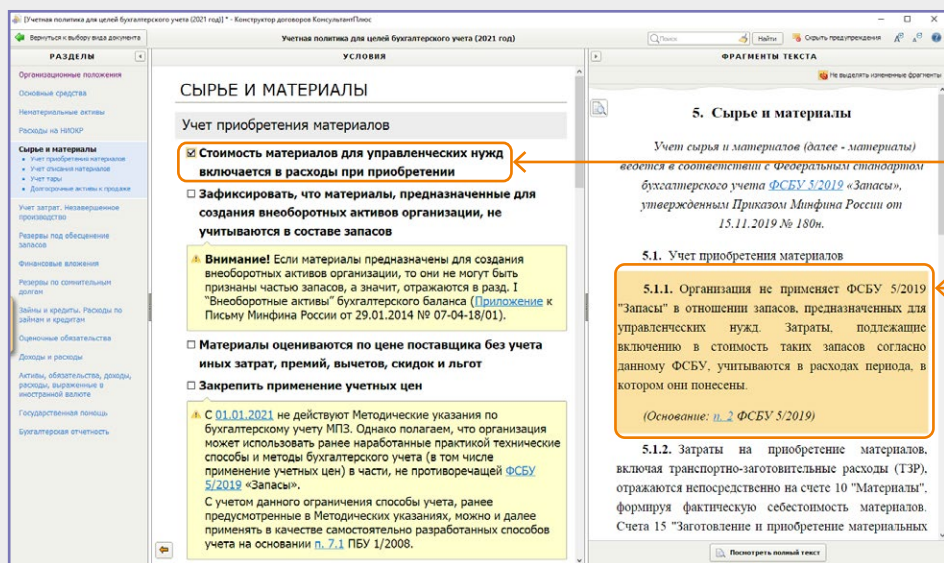 [Учетная политика для целей бухгалтерского учета (2021 год)] * - Конструктор договоров КонсультантПлюс
Вернуться к выбору вида документа
Учетная политика для целей бухгалтерского учета (2021 год)
Поиск
Найти
Скрыть предупреждения
РАЗДЕЛЫ
Организационные положения
Основные средства
Нематериальные активы
Расходы на НИОКР
Сырье и материалы
• Учет приобретения материалов
• Учет списания материалов
• Учет тары
• Долгосрочные активы к продаже
Учет затрат. Незавершенное
производство
Резервы под обесценение
запасов
Финансовые вложения
Резервы по сомнительным
долгам
Займы и кредиты. Расходы по
займам и кредитам
Оценочные обязательства
Доходы и расходы
Активы, обязательства, доходы,
расходы, выраженные в
иностранной валюте
Государственная помощь
Бухгалтерская отчетность
УСЛОВИЯ
СЫРЬЕ И МАТЕРИАЛЫ
Учет приобретения материалов
Стоимость материалов для управленческих нужд
включается в расходы при приобретении
Зафиксировать, что материалы, предназначенные для
создания внеоборотных активов организации, не
учитываются в составе запасов
Внимание! Если материалы предназначены для создания
внеоборотных активов организации, то они не могут быть
признаны частью запасов, а значит, отражаются в разд. I
"Внеоборотные активы" бухгалтерского баланса (Приложение к
Письму Минфина России от 29.01.2014 № 07-04-18/01).
Материалы оцениваются по цене поставщика без учета
иных затрат, премий, вычетов, скидок и льгот
Закрепить применение учетных цен
С 01.01.2021 не действуют Методические указания по
бухгалтерскому учету МПЗ. Однако полагаем, что организация
может использовать ранее наработанные практикой технические
способы и методы бухгалтерского учета (в том числе
применение учетных цен) в части, не противоречащей ФСБУ
5/2019 «Запасы».
С учетом данного ограничения способы учета, ранее
предусмотренные в Методических указаниях, можно и далее
применять в качестве самостоятельно разработанных способов
учета на основании п. 7.1 ПБУ 1/2008.
ФРАГМЕНТЫ ТЕКСТА
Не выделять измененные фрагменты
5. Сырье и материалы
Учет сырья и материалов (далее - материалы)
ведется в соответствии с Федеральным стандартом
бухгалтерского учета ФСБУ 5/2019 «Запасы»,
утвержденным Приказом Минфина России от
15.11.2019 № 180н.
5.1. Учет приобретения материалов
5.1.1. Организация не применяет ФСБУ 5/2019
"Запасы" в отношении запасов, предназначенных для
управленческих нужд. Затраты, подлежащие
включению в стоимость таких запасов согласно
данному ФСБУ, учитываются в расходах периода, в
котором они понесены.
(Основание: п. 2 ФСБУ 5/2019)
5.1.2. Затраты на приобретение материалов,
включая транспортно-заготовительные расходы (ТЗР),
отражаются непосредственно на счете 10 "Материалы",
формируя фактическую себестоимость материалов.
Счета 15 "Заготовление и приобретение материальных
Посмотреть полный текст